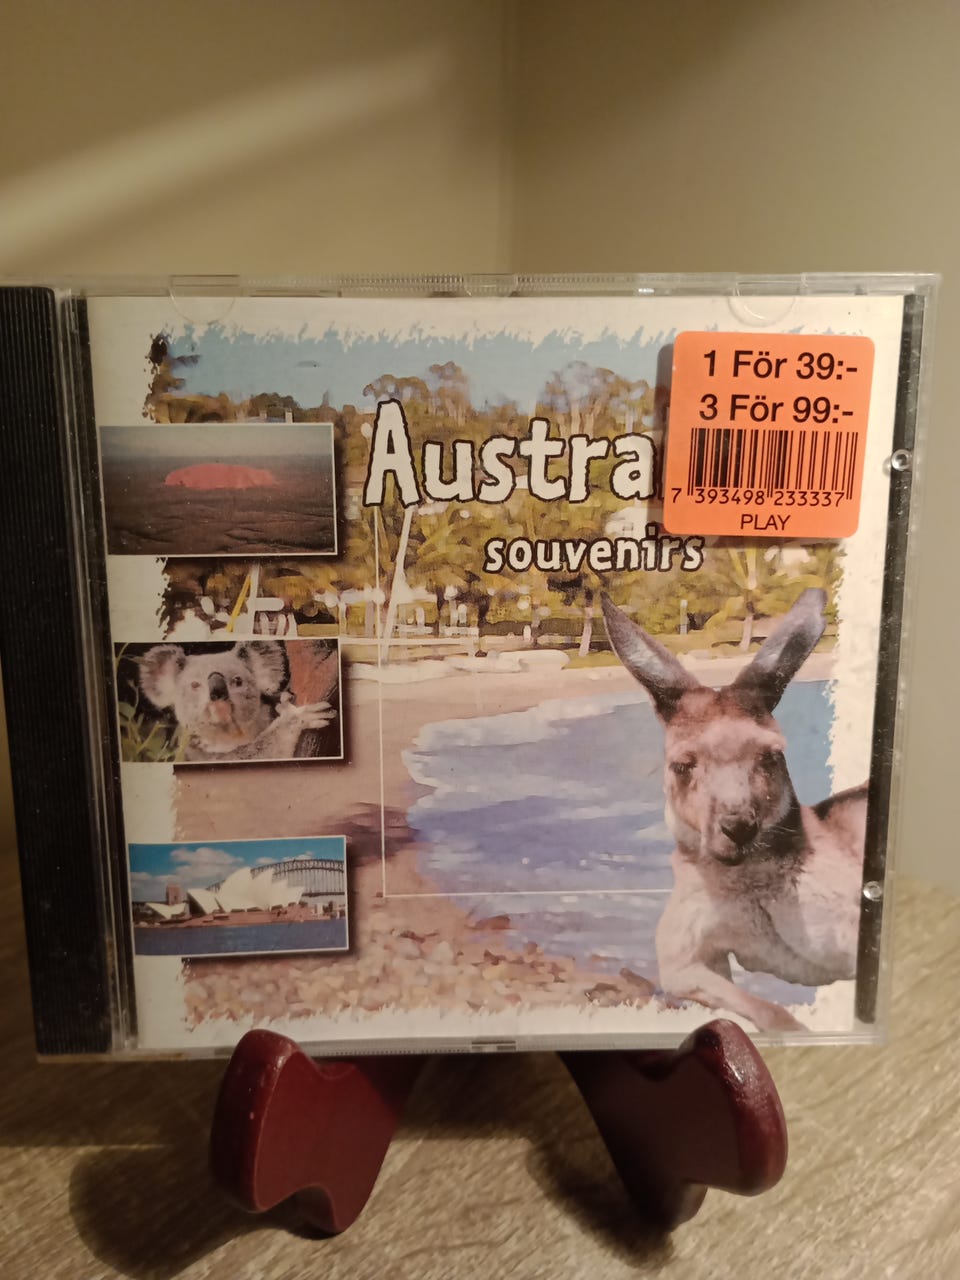 1 För 39:-
3 För 99:-
7 393498 233337
PLAY
Austra
souvenirs